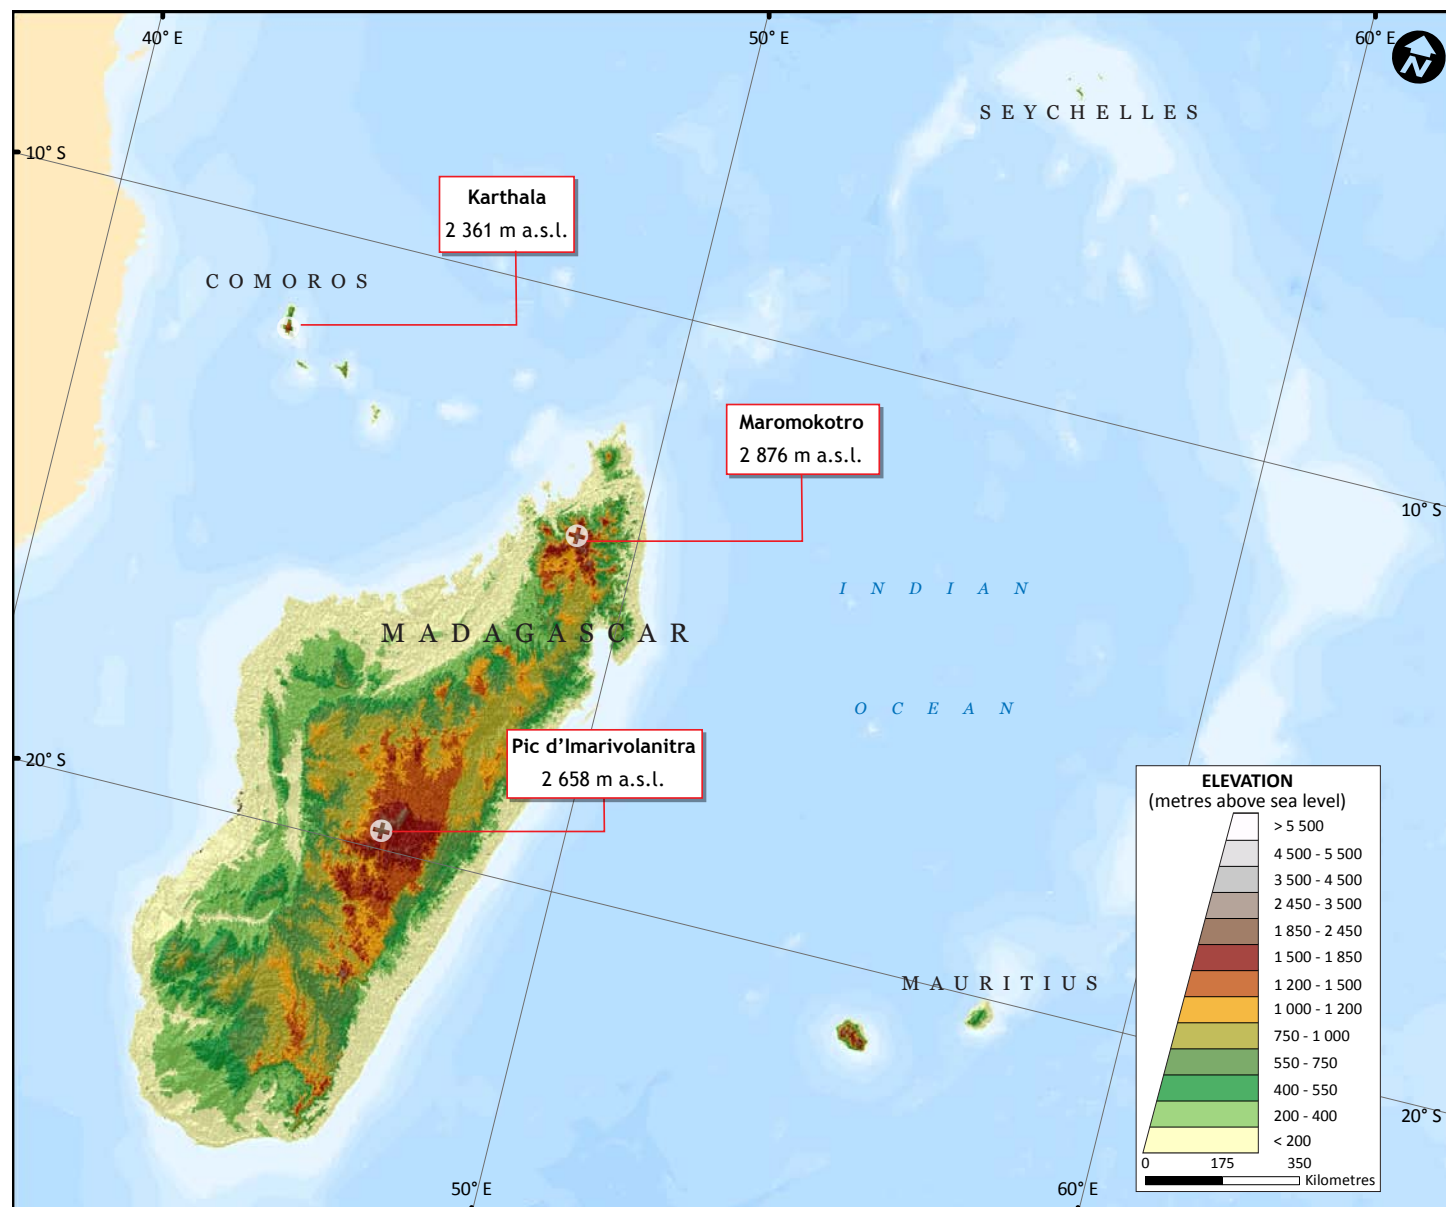 40° E
50° E
60° E
N
SEYCHELLES
10° S
Karthala
2 361 m a.s.l.
COMOROS
Maromokotro
2 876 m a.s.l.
10° S
INDIAN
MADAGASCAR
OCEAN
Pic d’Imarivolanitra
2 658 m a.s.l.
20° S
MAURITIUS
ELEVATION
(metres above sea level)
> 5 500
4 500 - 5 500
3 500 - 4 500
2 450 - 3 500
1 850 - 2 450
1 500 - 1 850
1 200 - 1 500
1 000 - 1 200
750 - 1 000
550 - 750
400 - 550
200 - 400
< 200
0 175 350
Kilometres
20° S
50° E
60° E